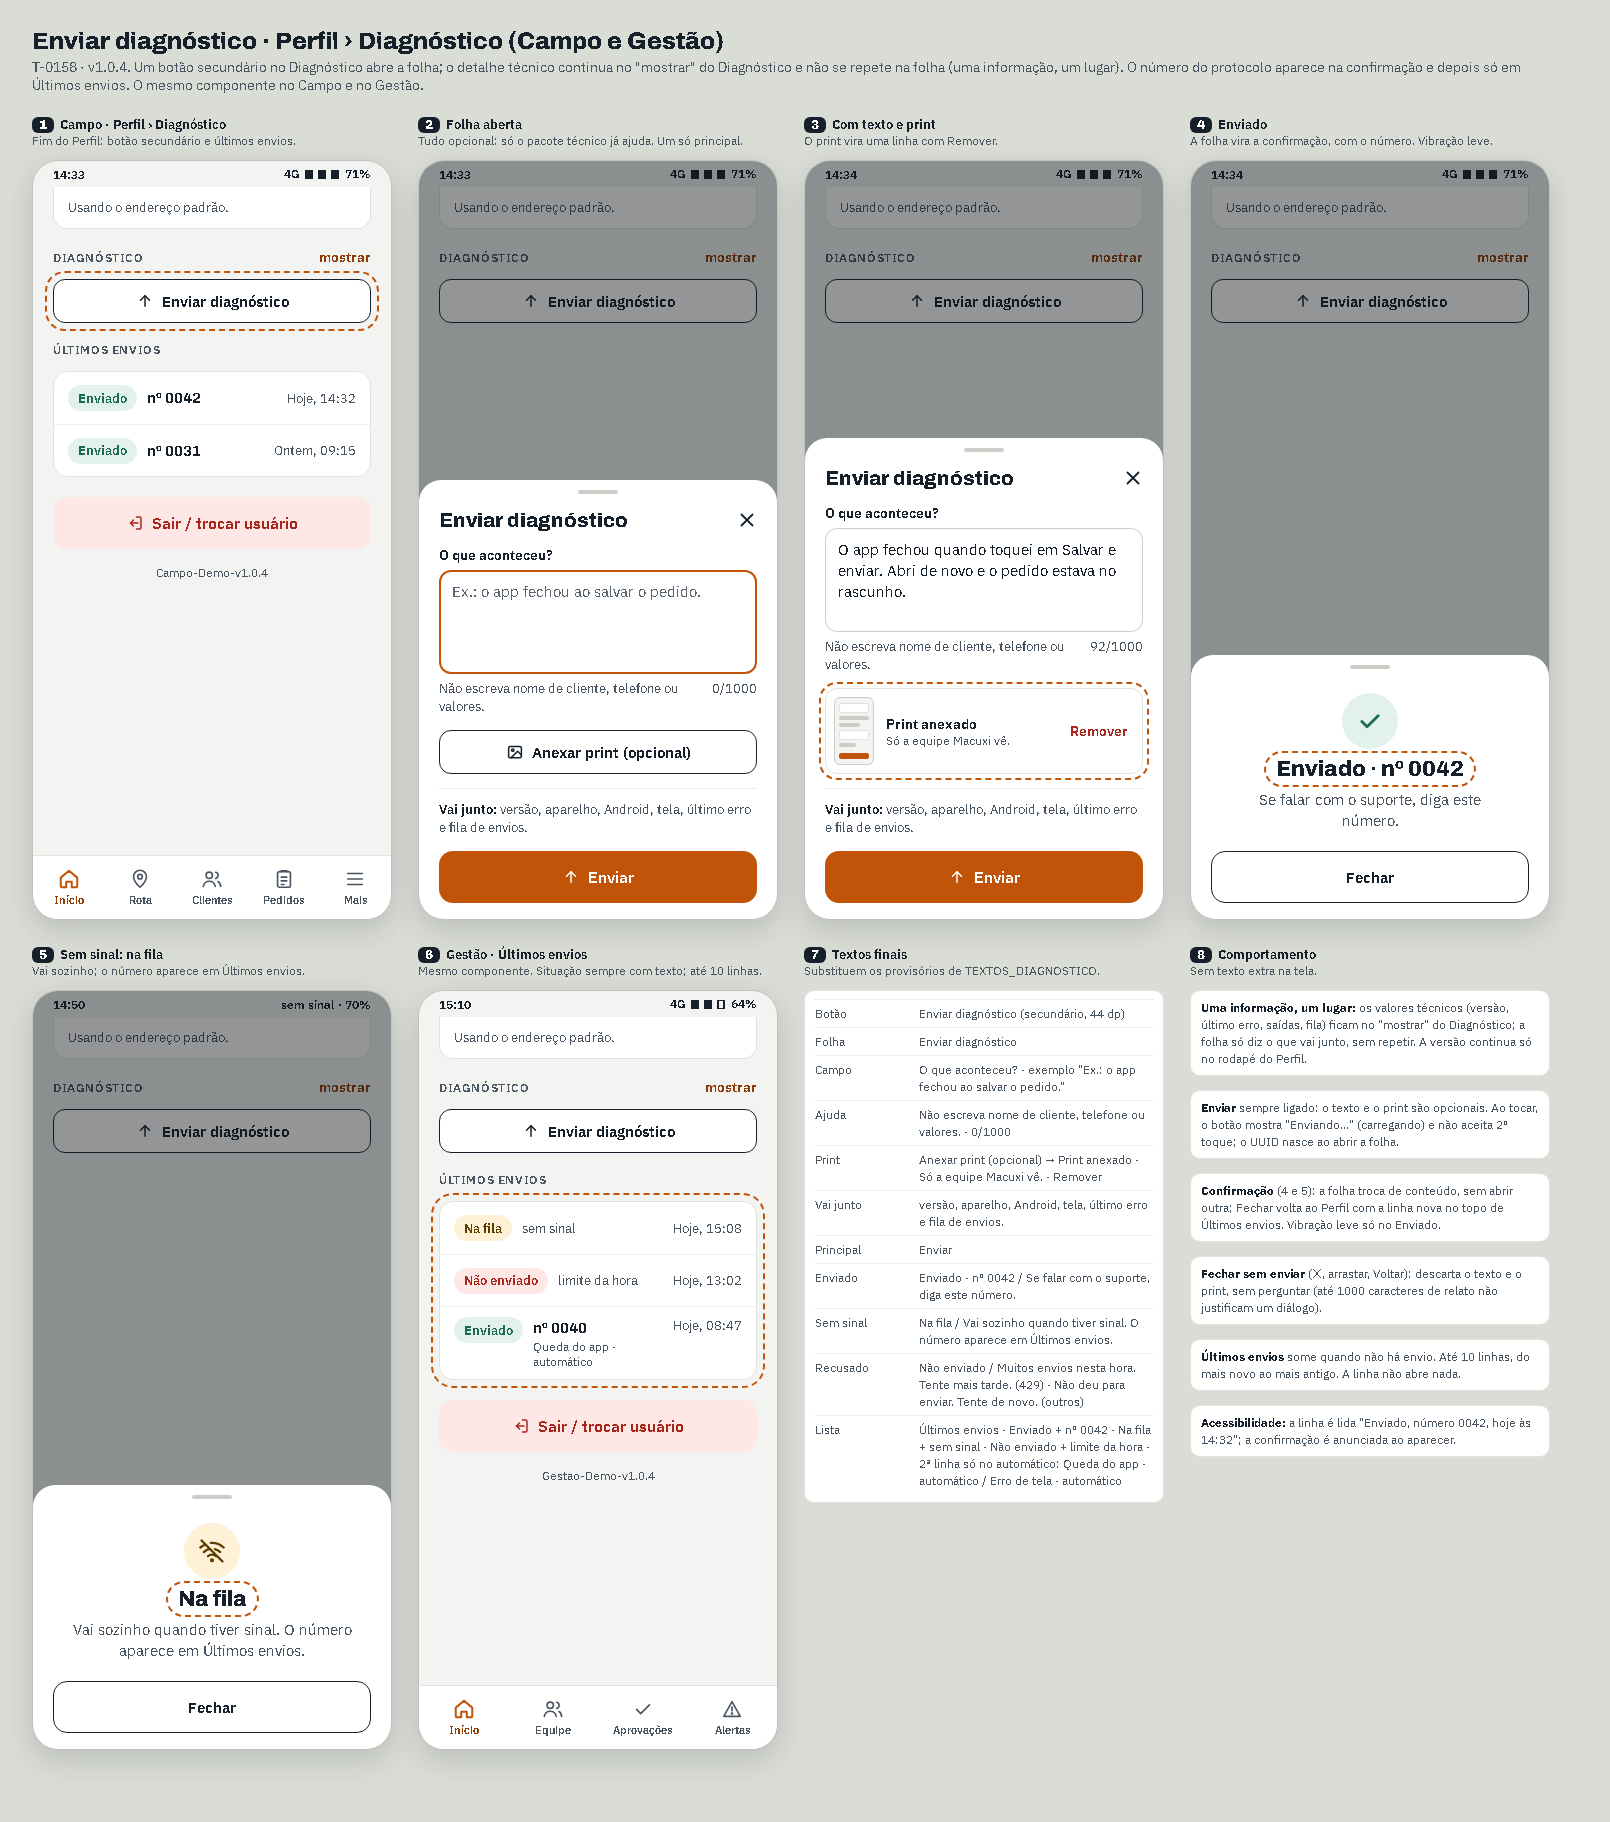 Enviar diagnóstico · Perfil › Diagnóstico (Campo e Gestão)
T-0158 · v1.0.4. Um botão secundário no Diagnóstico abre a folha; o detalhe técnico continua no "mostrar" do Diagnóstico e não se repete na folha (uma informação, um lugar). O número do protocolo aparece na confirmação e depois só em
Últimos envios. O mesmo componente no Campo e no Gestão.
1 Campo · Perfil › Diagnóstico
Fim do Perfil: botão secundário e últimos envios.
14:33 4G 71%
Usando o endereço padrão.
DIAGNÓSTICO mostrar
Enviar diagnóstico
ÚLTIMOS ENVIOS
Enviado nº 0042 Hoje, 14:32
Enviado nº 0031 Ontem, 09:15
Sair / trocar usuário
Campo-Demo-v1.0.4
Início Rota Clientes Pedidos Mais
2 Folha aberta
Tudo opcional: só o pacote técnico já ajuda. Um só principal.
14:33 4G 71%
Usando o endereço padrão.
DIAGNÓSTICO mostrar
Enviar diagnóstico
Enviar diagnóstico
O que aconteceu?
Ex.: o app fechou ao salvar o pedido.
Não escreva nome de cliente, telefone ou 0/1000
valores.
Anexar print (opcional)
Vai junto: versão, aparelho, Android, tela, último erro
e fila de envios.
Enviar
3 Com texto e print
O print vira uma linha com Remover.
14:34 4G 71%
Usando o endereço padrão.
DIAGNÓSTICO mostrar
Enviar diagnóstico
Enviar diagnóstico
O que aconteceu?
O app fechou quando toquei em Salvar e
enviar. Abri de novo e o pedido estava no
rascunho.
Não escreva nome de cliente, telefone ou 92/1000
valores.
Print anexado
Só a equipe Macuxi vê.
Remover
Vai junto: versão, aparelho, Android, tela, último erro
e fila de envios.
Enviar
4 Enviado
A folha vira a confirmação, com o número. Vibração leve.
14:34 4G 71%
Usando o endereço padrão.
DIAGNÓSTICO mostrar
Enviar diagnóstico
Enviado · nº 0042
Se falar com o suporte, diga este
número.
Fechar
5 Sem sinal: na fila
Vai sozinho; o número aparece em Últimos envios.
14:50 sem sinal · 70%
Usando o endereço padrão.
DIAGNÓSTICO mostrar
Enviar diagnóstico
Na fila
Vai sozinho quando tiver sinal. O número
aparece em Últimos envios.
Fechar
6 Gestão · Últimos envios
Mesmo componente. Situação sempre com texto; até 10 linhas.
15:10 4G 64%
Usando o endereço padrão.
DIAGNÓSTICO mostrar
Enviar diagnóstico
ÚLTIMOS ENVIOS
Na fila sem sinal Hoje, 15:08
Não enviado limite da hora Hoje, 13:02
Enviado nº 0040 Hoje, 08:47
Queda do app ·
automático
Sair / trocar usuário
Gestao-Demo-v1.0.4
Início Equipe Aprovações Alertas
7 Textos finais
Substituem os provisórios de TEXTOS_DIAGNOSTICO.
Botão Enviar diagnóstico (secundário, 44 dp)
Folha Enviar diagnóstico
Campo O que aconteceu? · exemplo "Ex.: o app
fechou ao salvar o pedido."
Ajuda Não escreva nome de cliente, telefone ou
valores. · 0/1000
Print Anexar print (opcional) → Print anexado ·
Só a equipe Macuxi vê. · Remover
Vai junto versão, aparelho, Android, tela, último erro
e fila de envios.
Principal Enviar
Enviado Enviado · nº 0042 / Se falar com o suporte,
diga este número.
Sem sinal Na fila / Vai sozinho quando tiver sinal. O
número aparece em Últimos envios.
Recusado Não enviado / Muitos envios nesta hora.
Tente mais tarde. (429) · Não deu para
enviar. Tente de novo. (outros)
Lista Últimos envios · Enviado + nº 0042 · Na fila
+ sem sinal · Não enviado + limite da hora ·
2ª linha só no automático: Queda do app ·
automático / Erro de tela · automático
8 Comportamento
Sem texto extra na tela.
Uma informação, um lugar: os valores técnicos (versão,
último erro, saídas, fila) ficam no "mostrar" do Diagnóstico; a
folha só diz o que vai junto, sem repetir. A versão continua só
no rodapé do Perfil.
Enviar sempre ligado: o texto e o print são opcionais. Ao tocar,
o botão mostra "Enviando…" (carregando) e não aceita 2º
toque; o UUID nasce ao abrir a folha.
Confirmação (4 e 5): a folha troca de conteúdo, sem abrir
outra; Fechar volta ao Perfil com a linha nova no topo de
Últimos envios. Vibração leve só no Enviado.
Fechar sem enviar (X, arrastar, Voltar): descarta o texto e o
print, sem perguntar (até 1000 caracteres de relato não
justificam um diálogo).
Últimos envios some quando não há envio. Até 10 linhas, do
mais novo ao mais antigo. A linha não abre nada.
Acessibilidade: a linha é lida "Enviado, número 0042, hoje às
14:32"; a confirmação é anunciada ao aparecer.